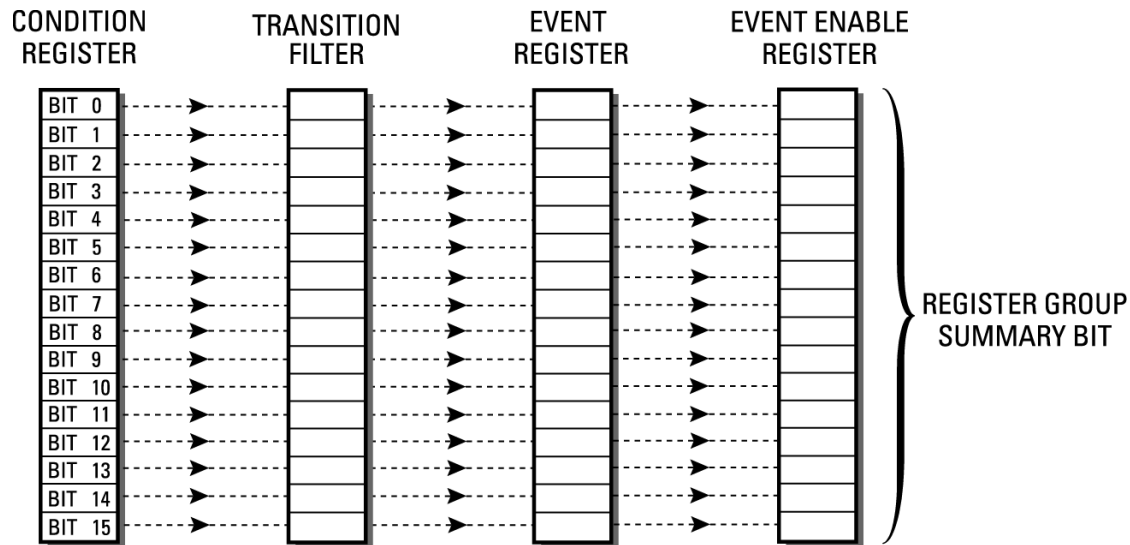 CONDITION
REGISTER
TRANSITION
FILTER
EVENT
REGISTER
EVENT ENABLE
REGISTER
BIT 0
BIT 1
BIT 2
BIT 3
BIT 4
BIT 5
BIT 6
BIT 7
BIT 8
BIT 9
BIT 10
BIT 11
BIT 12
BIT 13
BIT 14
BIT 15
REGISTER GROUP
SUMMARY BIT